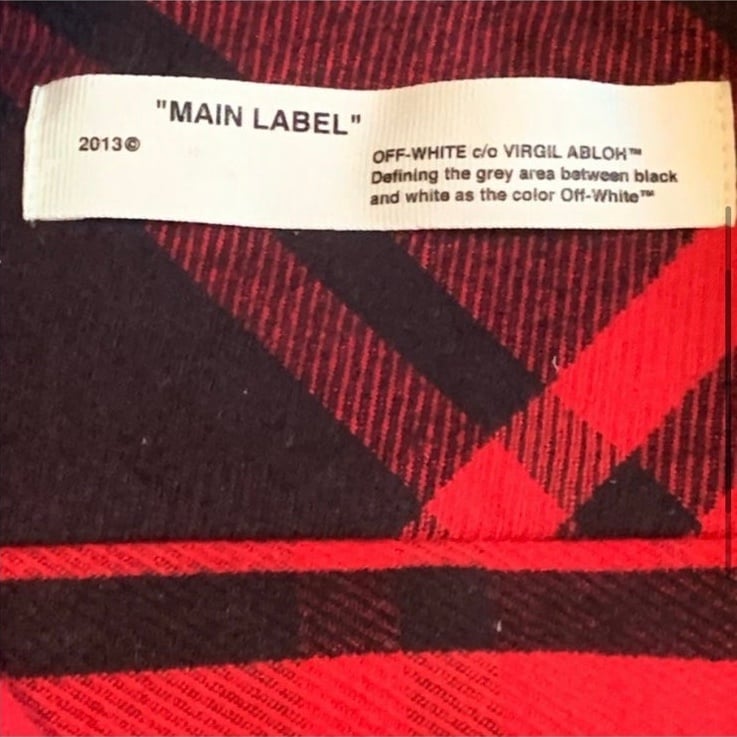 "MAIN LABEL"
2013©
OFF-WHITE c/o VIRGIL ABLOH™
Defining the grey area between black
and white as the color Off-White™